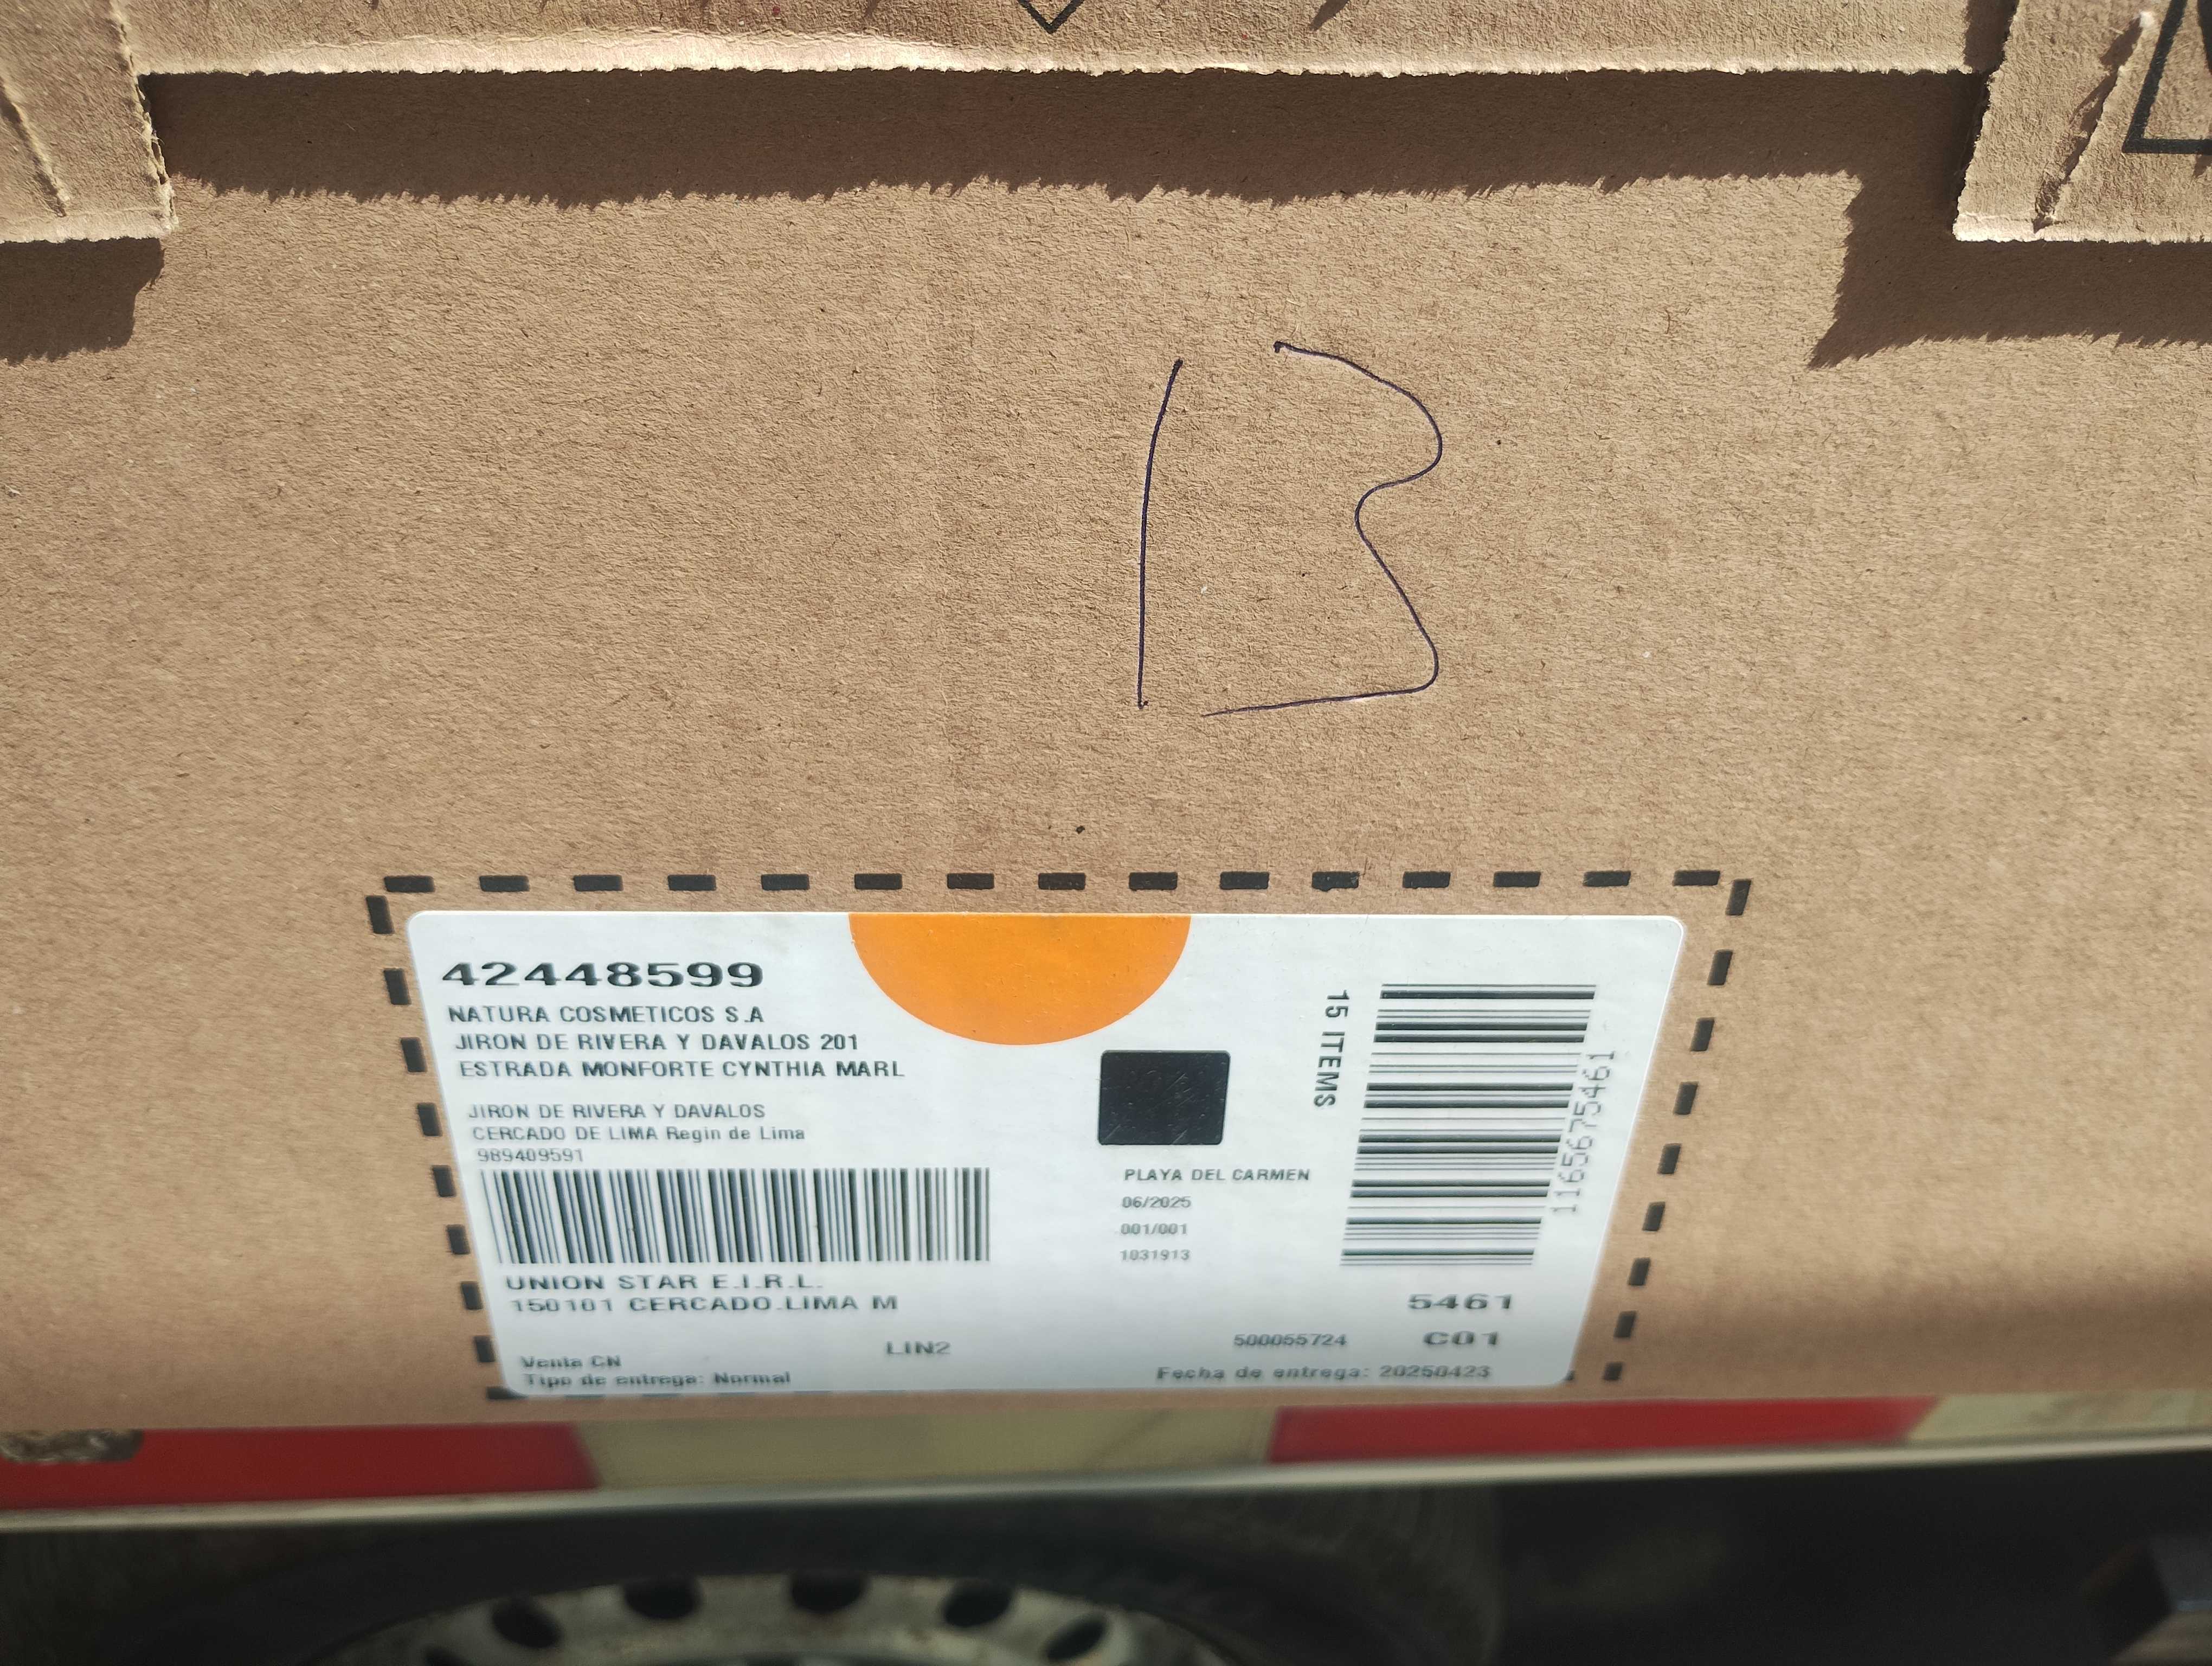 B
42448599
NATURA COSMETICOS S.A
JIRON DE RIVERA Y DAVALOS 201
ESTRADA MONFORTE CYNTHIA MARL
JIRON DE RIVERA Y DAVALOS
CERCADO DE LIMA Regin de Lima
989409591
UNION STAR E.I.R.L.
150101 CERCADO.LIMA M
LIN2
Venta CN
Tipo de entrega: Normal
PLAYA DEL CARMEN
06/2025
001/001
1031913
15 ITEMS
1165675461
5461
500055724 C01
Fecha de entrega: 20250423